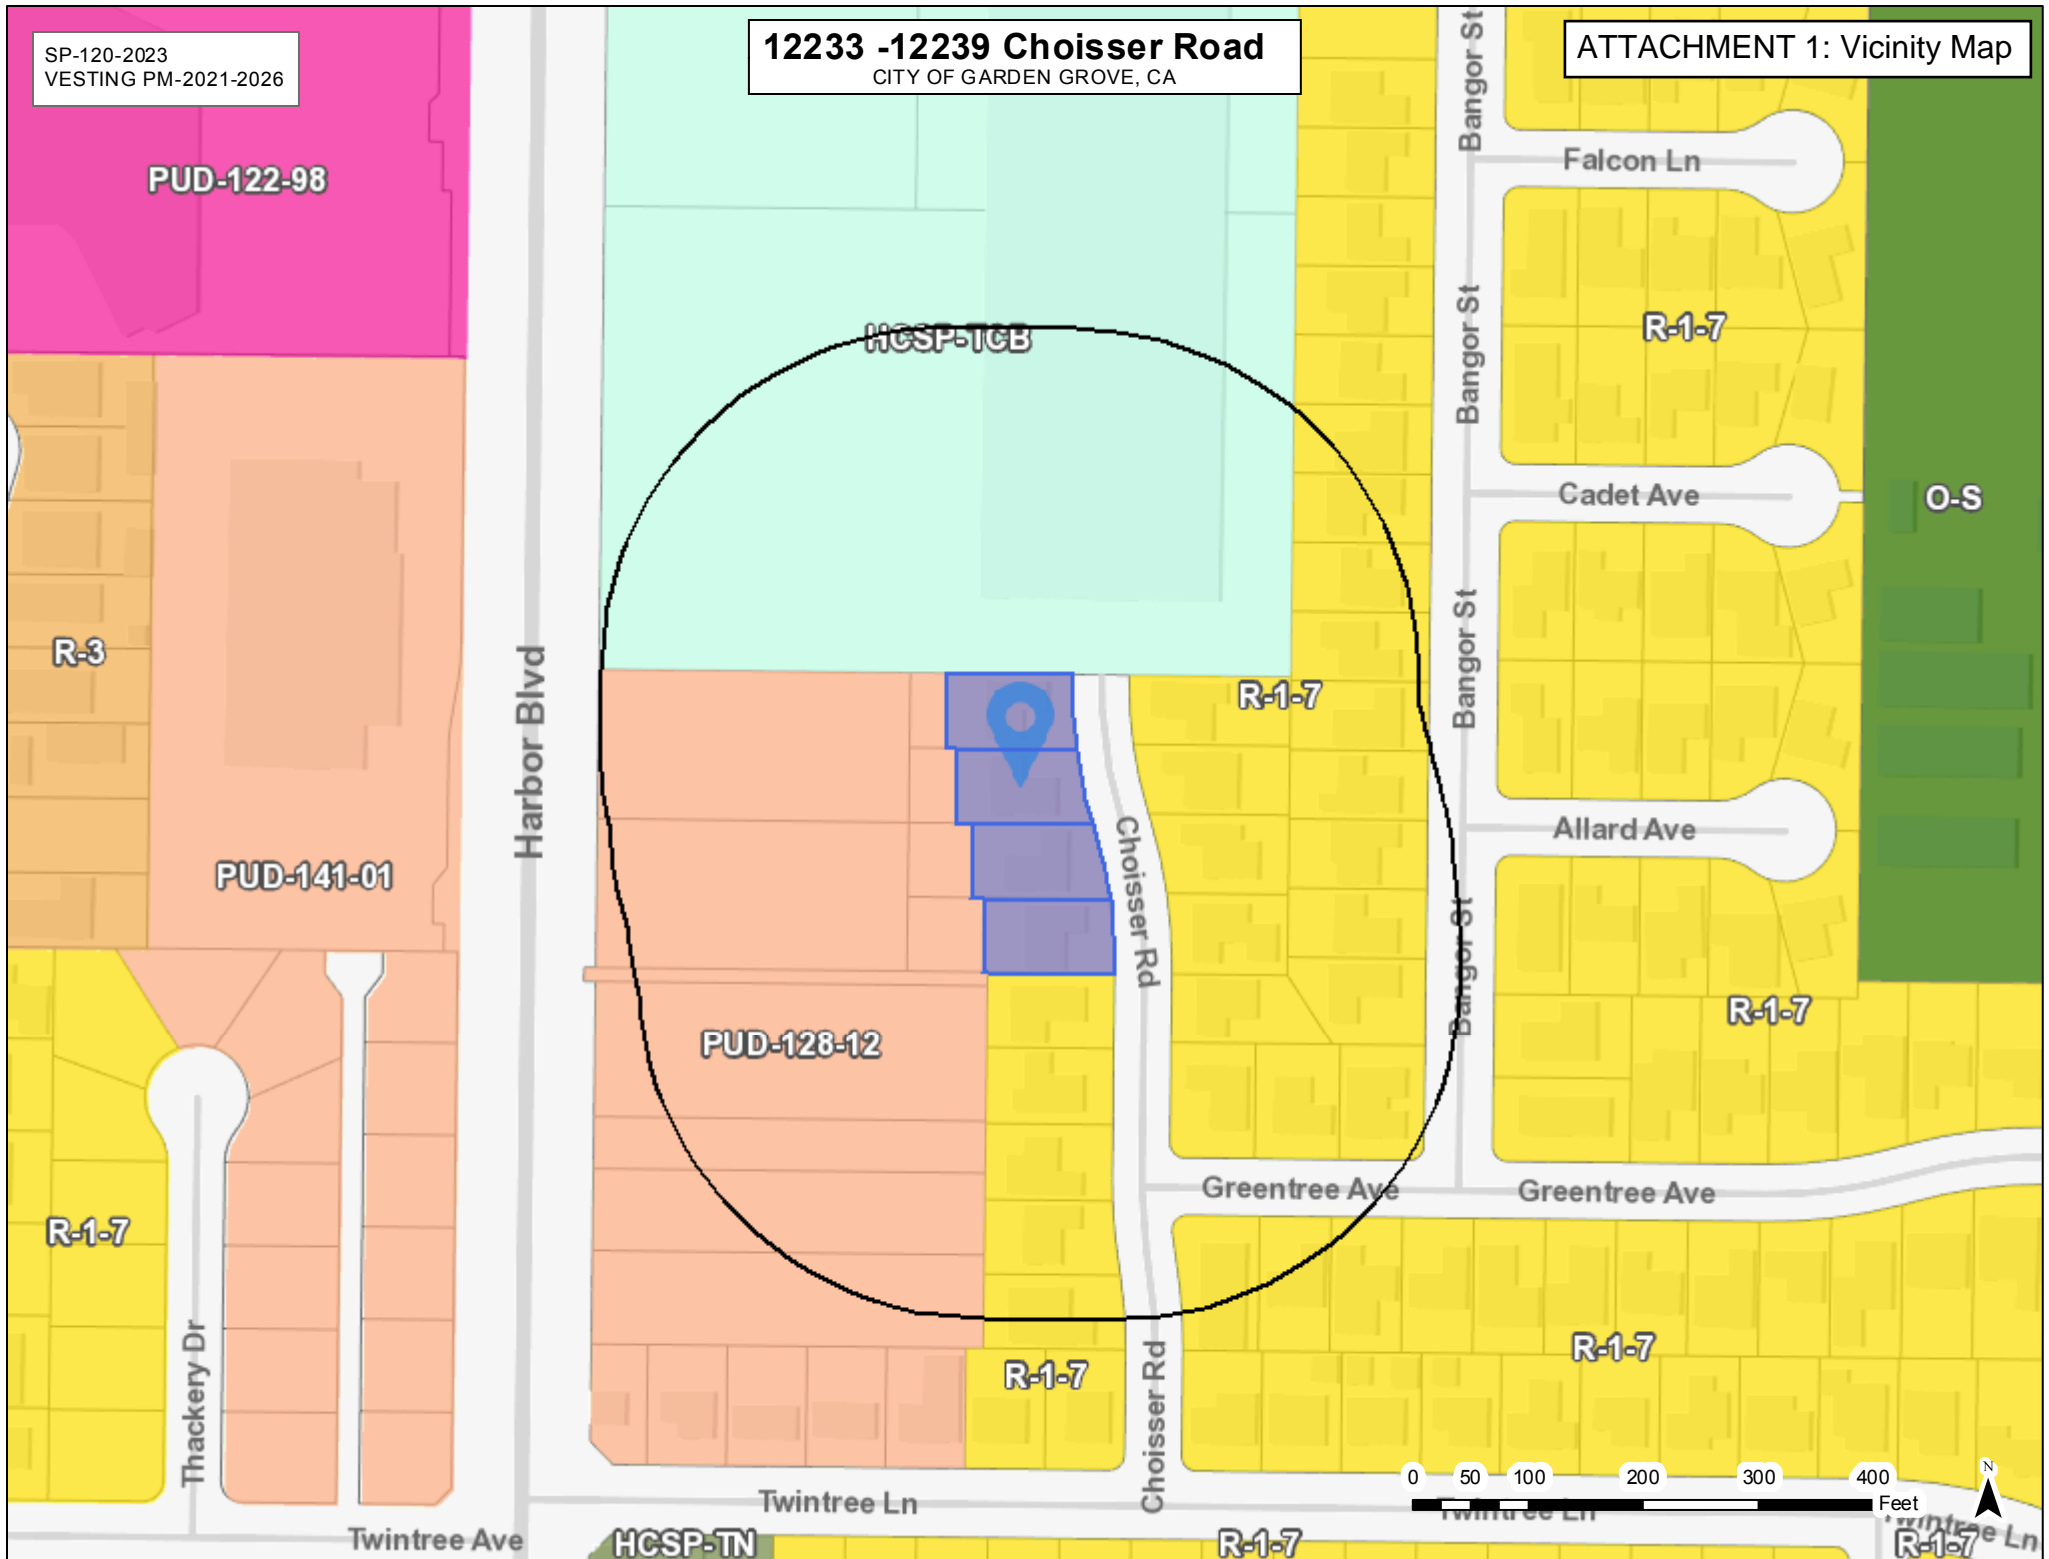 SP-120-2023
VESTING PM-2021-2026
12233 -12239 Choisser Road
CITY OF GARDEN GROVE, CA
ATTACHMENT 1: Vicinity Map
Bangor St
Falcon Ln
PUD-122-98
HCSP-TCB
R-1-7
Bangor St
Cadet Ave
O-S
R-3
Harbor Blvd
Bangor St
R-1-7
Allard Ave
Choisser Rd
PUD-141-01
Bangor St
R-1-7
PUD-128-12
Greentree Ave
Greentree Ave
R-1-7
Thackery Dr
R-1-7
R-1-7
Choisser Rd
0 50 100 200 300 400
Feet
N
Twintree Ln
Twintree Ln
Twintree Ln
Twintree Ave
HCSP-TN
R-1-7
R-1-7